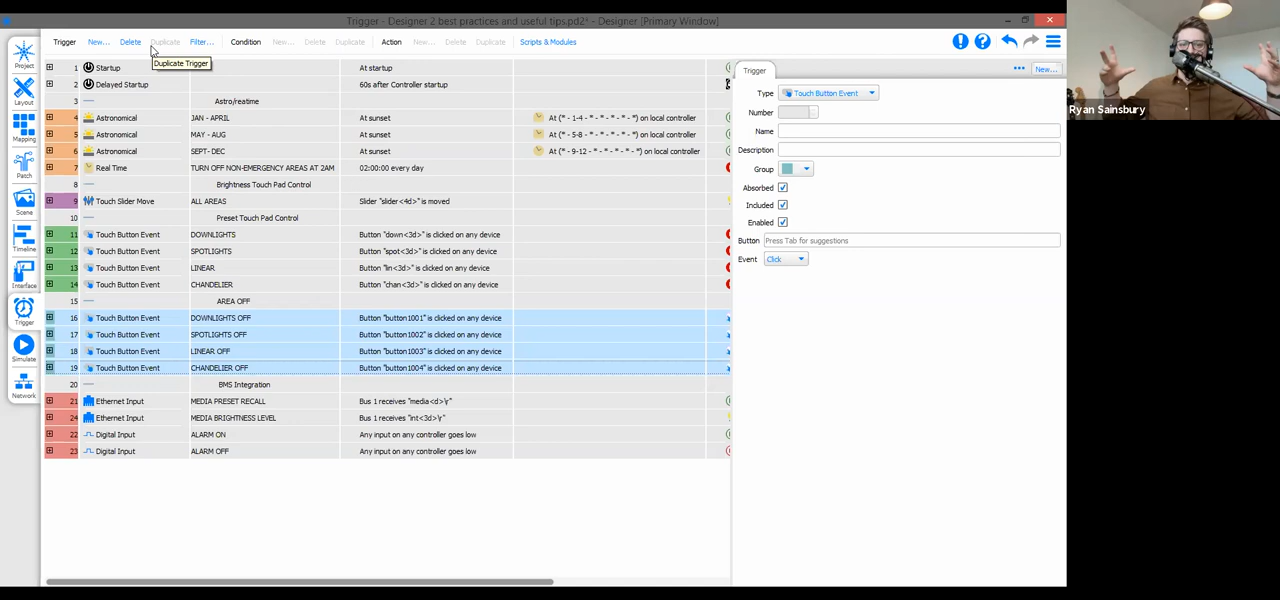 Trigger - Designer 2 best practices and useful tips.pd2* - Designer [Primary Window]
Trigger New... Delete Duplicate Filter... Condition New... Delete Duplicate Action New... Delete Duplicate Scripts & Modules
Duplicate Trigger
Project
Layout
Mapping
Patch
Scene
Timeline
Interface
Trigger
Simulate
Network
1 Startup At startup
2 Delayed Startup 60s after Controller startup
3 Astro/reatime
4 Astronomical JAN - APRIL At sunset At (* - 1-4 - * - * - * - * - *) on local controller
5 Astronomical MAY - AUG At sunset At (* - 5-8 - * - * - * - * - *) on local controller
6 Astronomical SEPT- DEC At sunset At (* - 9-12 - * - * - * - * - *) on local controller
7 Real Time TURN OFF NON-EMERGENCY AREAS AT 2AM 02:00:00 every day
8 Brightness Touch Pad Control
9 Touch Slider Move ALL AREAS Slider "slider<4d>" is moved
10 Preset Touch Pad Control
11 Touch Button Event DOWNLIGHTS Button "down<3d>" is clicked on any device
12 Touch Button Event SPOTLIGHTS Button "spot<3d>" is clicked on any device
13 Touch Button Event LINEAR Button "lin<3d>" is clicked on any device
14 Touch Button Event CHANDELIER Button "chan<3d>" is clicked on any device
15 AREA OFF
16 Touch Button Event DOWNLIGHTS OFF Button "button1001" is clicked on any device
17 Touch Button Event SPOTLIGHTS OFF Button "button1002" is clicked on any device
18 Touch Button Event LINEAR OFF Button "button1003" is clicked on any device
19 Touch Button Event CHANDELIER OFF Button "button1004" is clicked on any device
20 BMS Integration
21 Ethernet Input MEDIA PRESET RECALL Bus 1 receives "media<d>\r"
24 Ethernet Input MEDIA BRIGHTNESS LEVEL Bus 1 receives "int<3d>\r"
22 Digital Input ALARM ON Any input on any controller goes low
23 Digital Input ALARM OFF Any input on any controller goes low
Trigger New...
Type Touch Button Event
Number
Name
Description
Group
Absorbed
Included
Enabled
Button Press Tab for suggestions
Event Click
Ryan Sainsbury